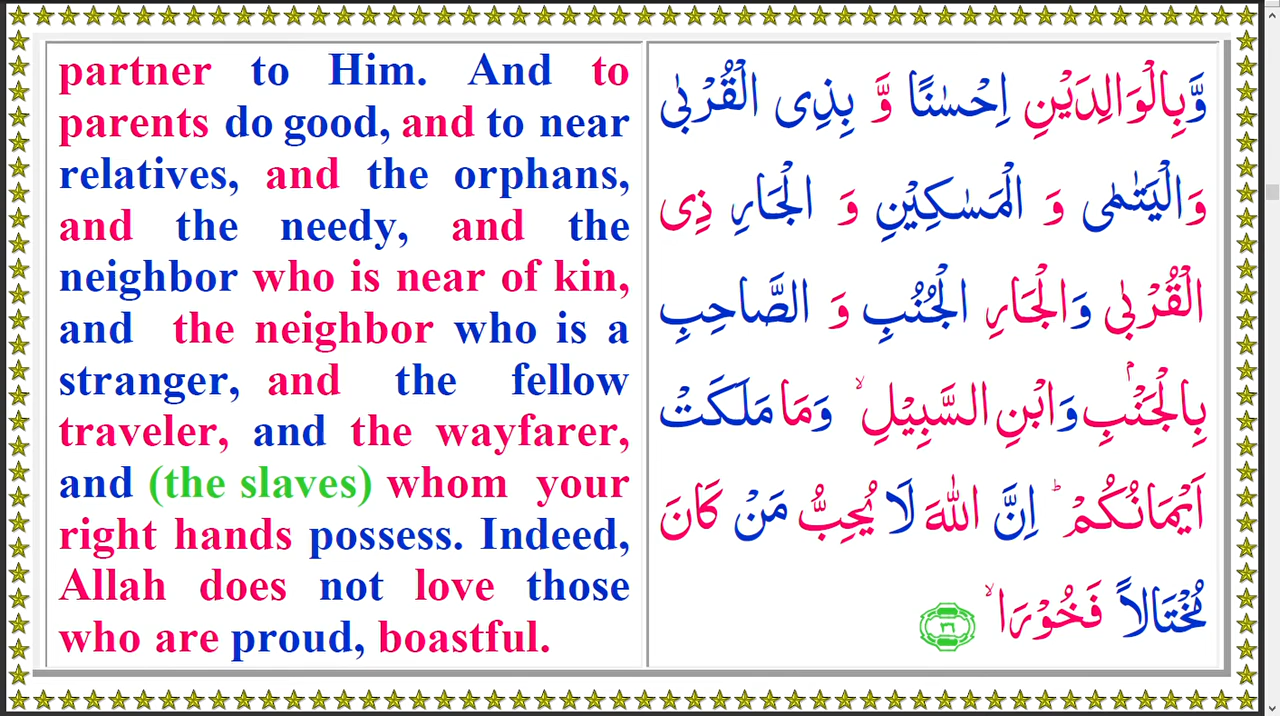 partner to Him. And to
parents do good, and to near
relatives, and the orphans,
and the needy, and the
neighbor who is near of kin,
and the neighbor who is a
stranger, and the fellow
traveler, and the wayfarer,
and (the slaves) whom your
right hands possess. Indeed,
Allah does not love those
who are proud, boastful.
وَّبِالْوَالِدَيْنِ اِحْسٰنًا وَّ بِذِى الْقُرْبٰى
وَالْيَتٰمٰى وَ الْمَسٰكِيْنِ وَ الْجَارِ ذِى
الْقُرْبٰى وَالْجَارِ الْجُنُبِ وَ الصَّاحِبِ
بِالْجَنْۢبِ وَابْنِ السَّبِيْلِ ۙ وَمَا مَلَكَتْ
اَيْمَانُكُمْ ؕ اِنَّ اللّٰهَ لَا يُحِبُّ مَنْ كَانَ
مُخْتَالاً فَخُوْرَا ۙ ٣٦